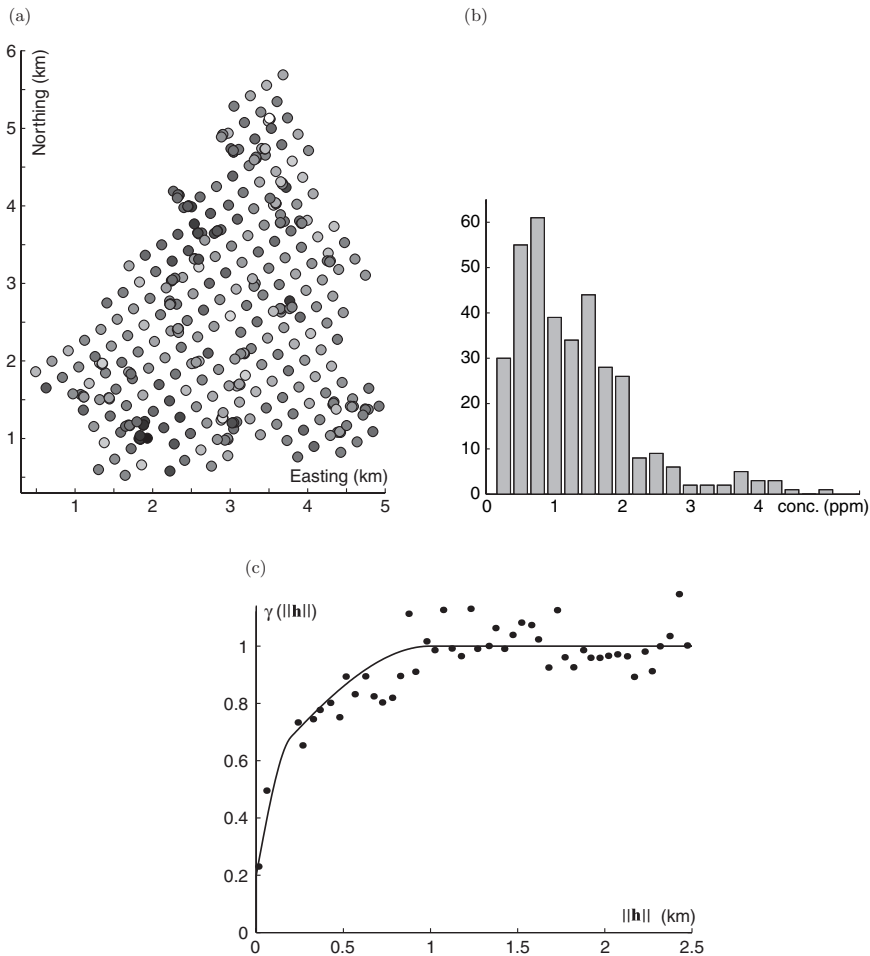 (a)
(b)
6
5
4
3
2
1
Northing (km)
Easting (km)
1 2 3 4 5
60
50
40
30
20
10
0
0 1 2 3 4 conc. (ppm)
(c)
γ (||h||)
1
0.8
0.6
0.4
0.2
0
||h|| (km)
0 0.5 1 1.5 2 2.5